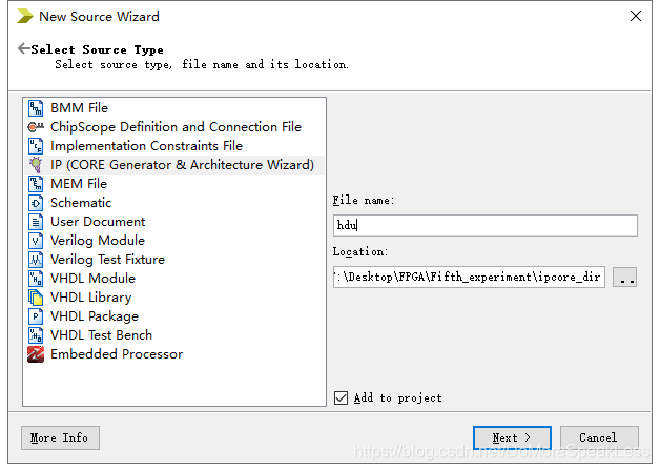 New Source Wizard
Select Source Type
Select source type, file name and its location.
BMM File
ChipScope Definition and Connection File
Implementation Constraints File
IP (CORE Generator & Architecture Wizard)
MEM File
Schematic
User Document
Verilog Module
Verilog Test Fixture
VHDL Module
VHDL Library
VHDL Package
VHDL Test Bench
Embedded Processor
File name:
hdu
Location:
:\Desktop\FPGA\Fifth_experiment\ipcore_dir
..
Add to project
More Info
Next >
Cancel
https://blog.csdn.net/DoMoreSpeakLess